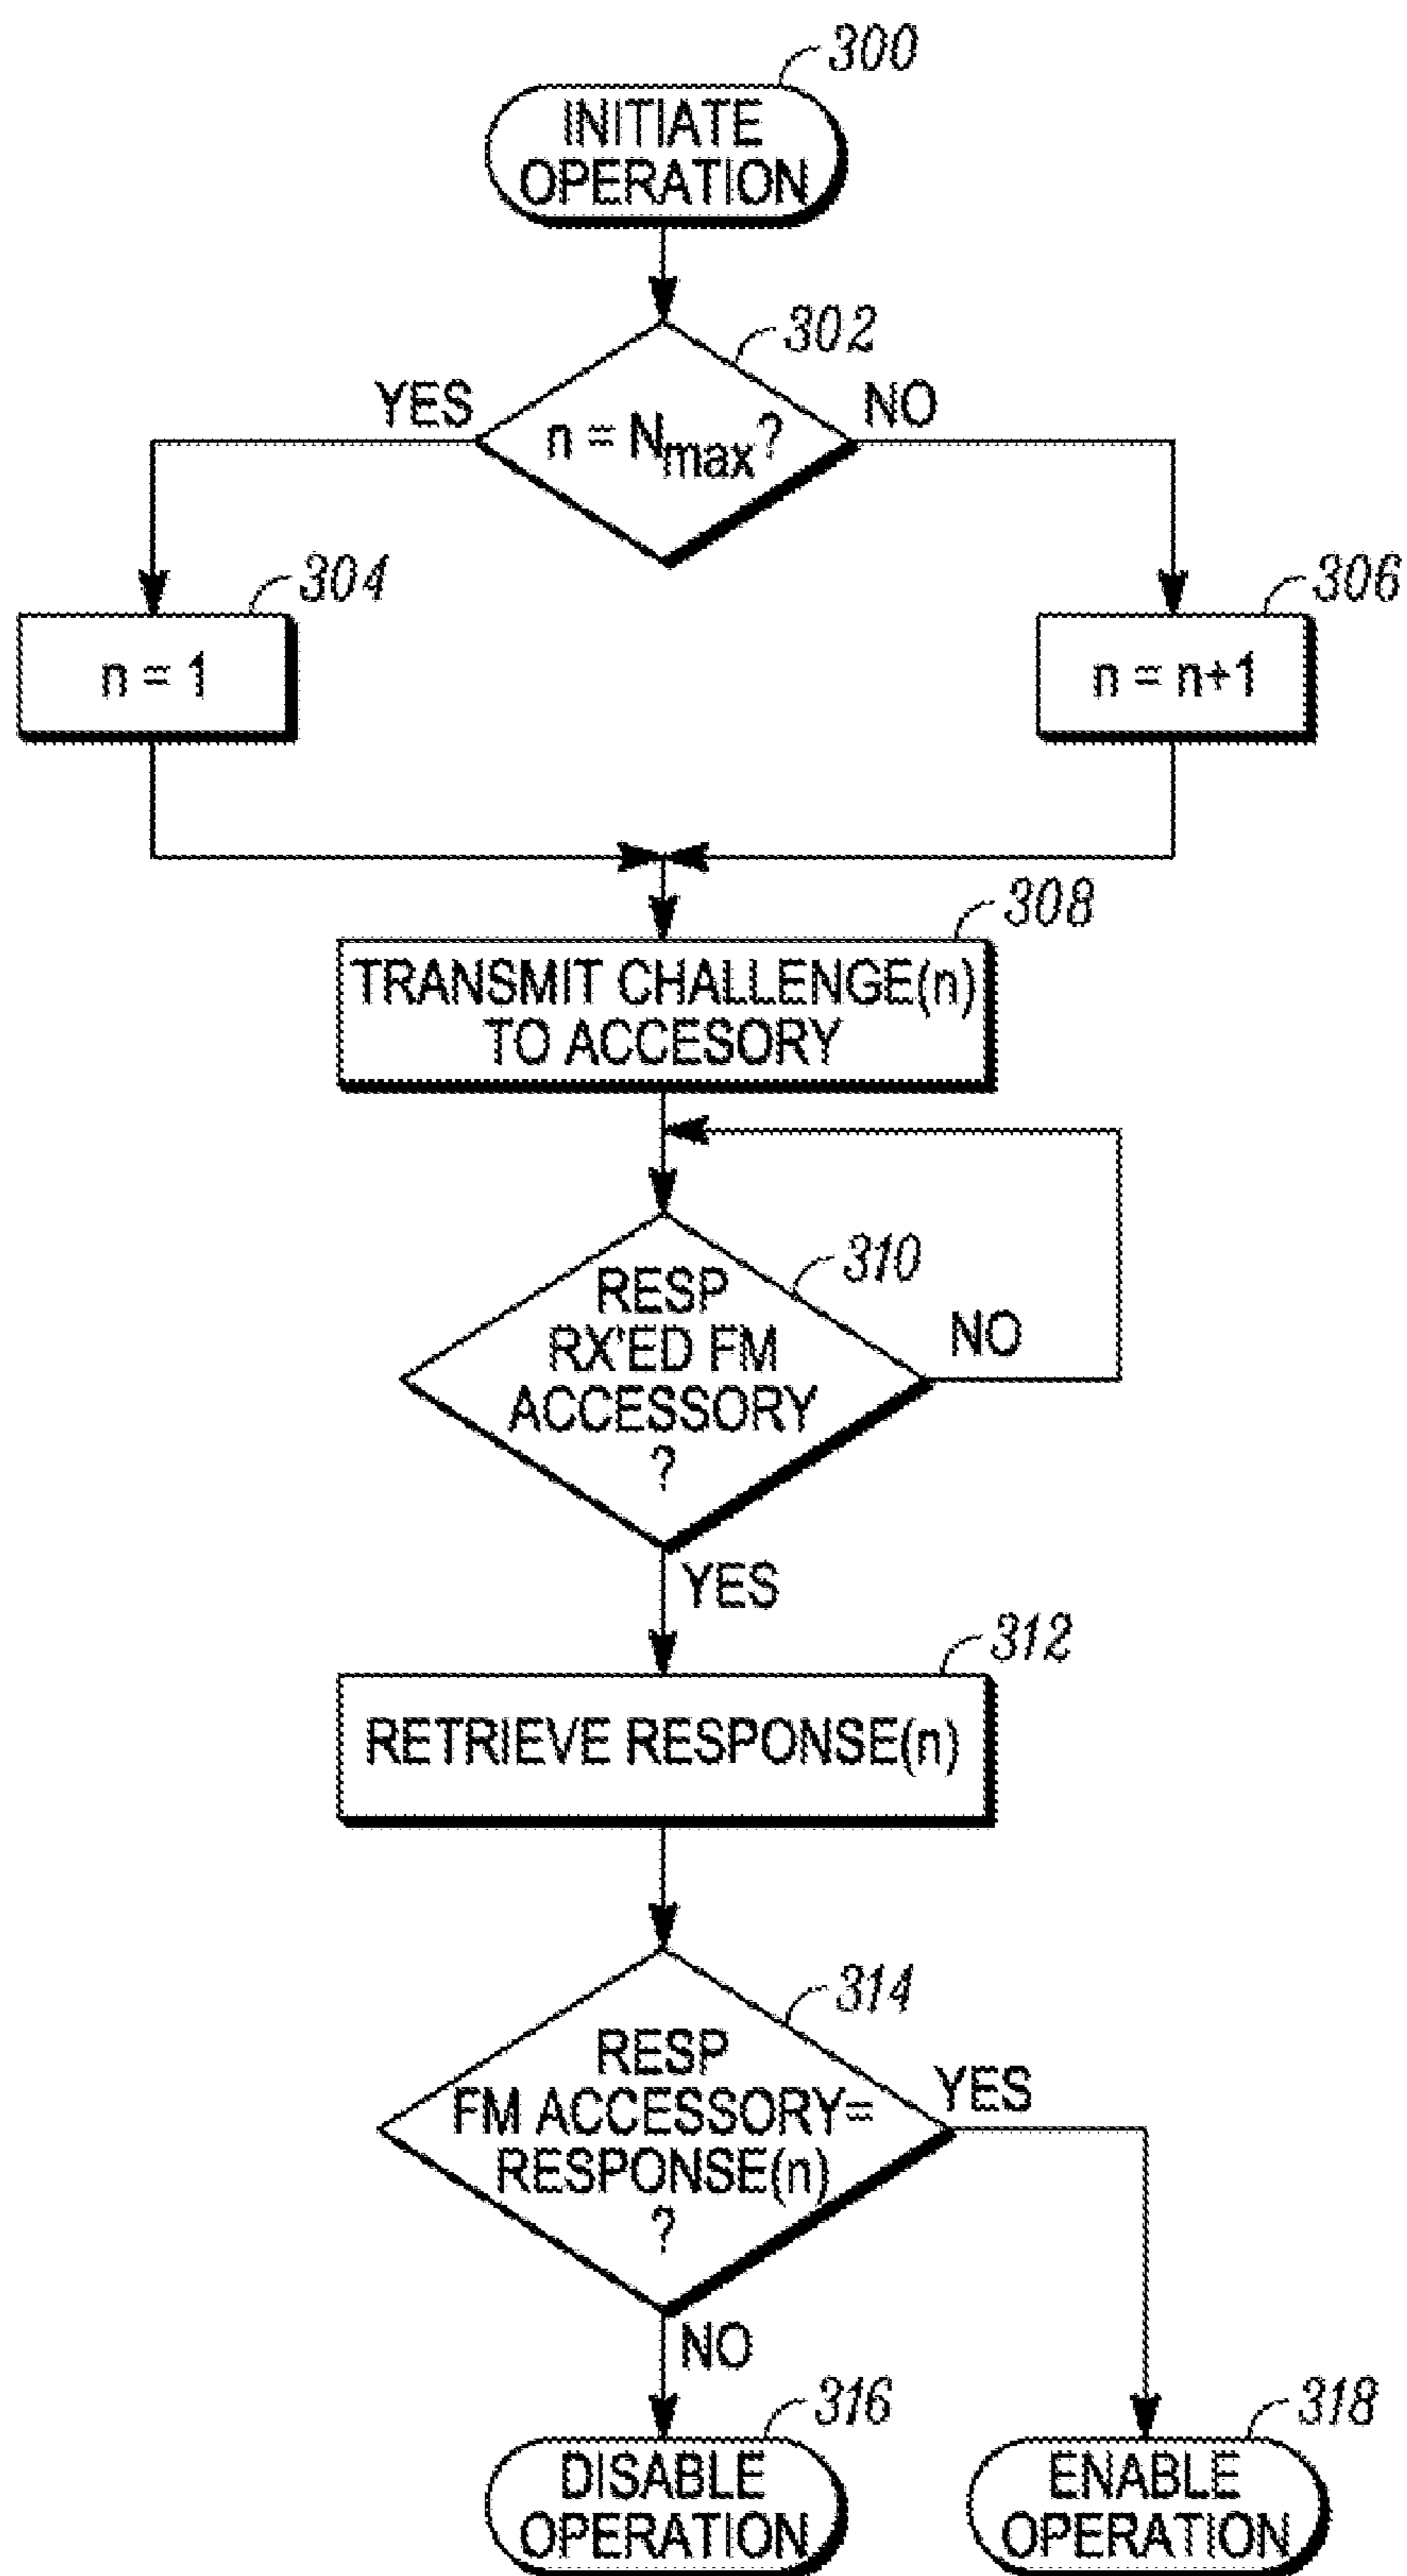 300
INITIATE
OPERATION
302
YES
n = Nmax?
NO
304
n = 1
306
n = n+1
308
TRANSMIT CHALLENGE(n)
TO ACCESORY
310
RESP
RX'ED FM
ACCESSORY
?
NO
YES
312
RETRIEVE RESPONSE(n)
314
RESP
FM ACCESSORY=
RESPONSE(n)
?
YES
NO
316
DISABLE
OPERATION
318
ENABLE
OPERATION